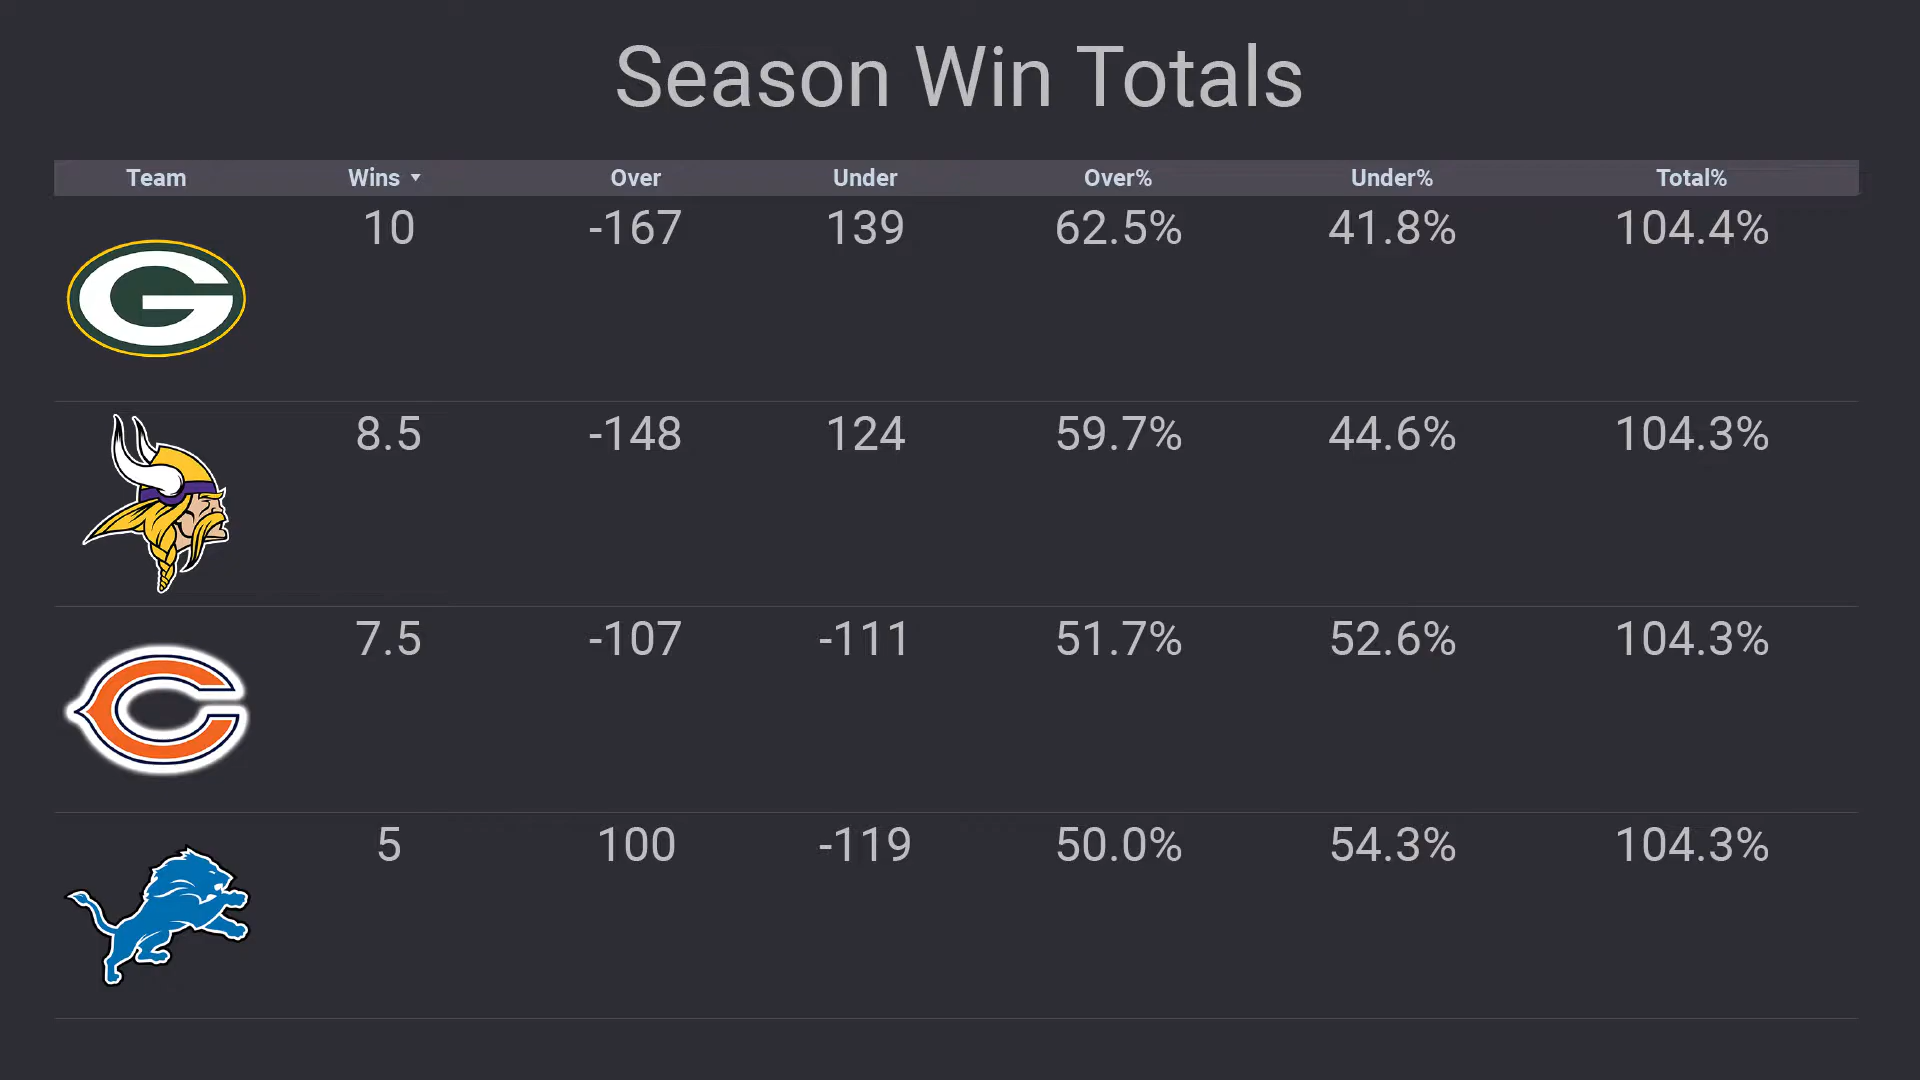 Season Win Totals
Team Wins Over Under Over% Under% Total%
10 -167 139 62.5% 41.8% 104.4%
G
8.5 -148 124 59.7% 44.6% 104.3%
7.5 -107 -111 51.7% 52.6% 104.3%
C
5 100 -119 50.0% 54.3% 104.3%